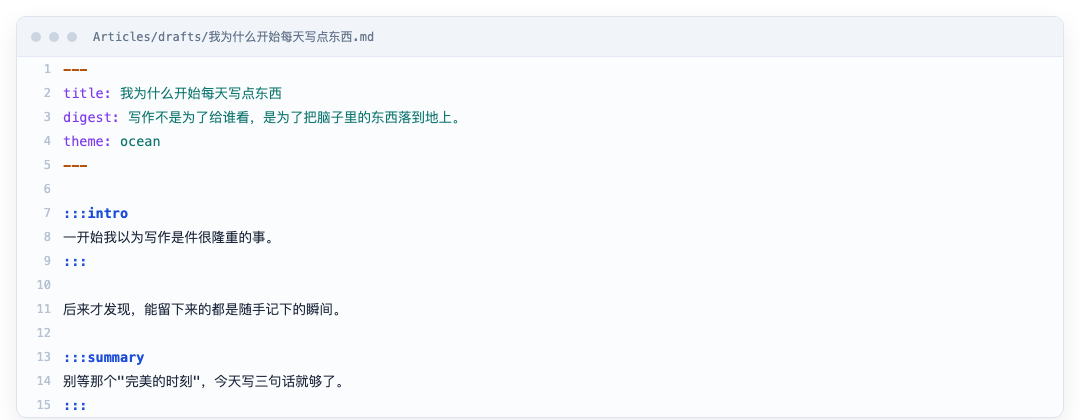 Articles/drafts/我为什么开始每天写点东西.md
1 ---
2 title: 我为什么开始每天写点东西
3 digest: 写作不是为了给谁看，是为了把脑子里的东西落到地上。
4 theme: ocean
5 ---
6
7 :::intro
8 一开始我以为写作是件很隆重的事。
9 :::
10
11 后来才发现，能留下来的都是随手记下的瞬间。
12
13 :::summary
14 别等那个"完美的时刻"，今天写三句话就够了。
15 :::